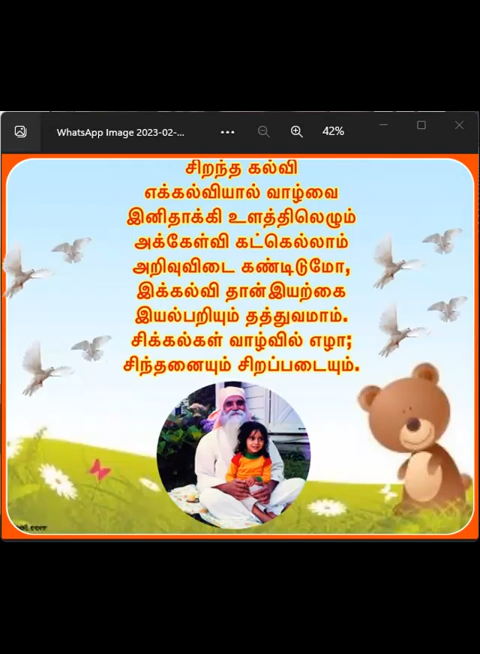 WhatsApp Image 2023-02-... ... 42%
சிறந்த கல்வி
எக்கல்வியால் வாழ்வை
இனிதாக்கி உளத்திலெழும்
அக்கேள்வி கட்கெல்லாம்
அறிவுவிடை கண்டிடுமோ,
இக்கல்வி தான்இயற்கை
இயல்பறியும் தத்துவமாம்.
சிக்கல்கள் வாழ்வில் எழா;
சிந்தனையும் சிறப்படையும்.